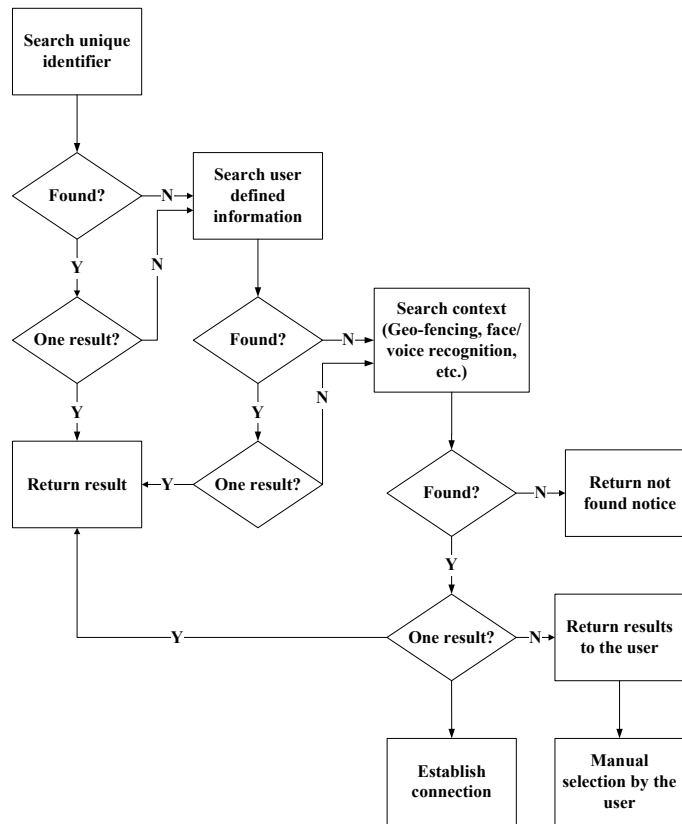 Search unique
identifier
Found?
N
Search user
defined
information
Y
N
One result?
Found?
N
Search context
(Geo-fencing, face/
voice recognition,
etc.)
Y
Y
N
Return result
Y
One result?
Found?
N
Return not
found notice
Y
Y
One result?
N
Return results
to the user
Establish
connection
Manual
selection by the
user